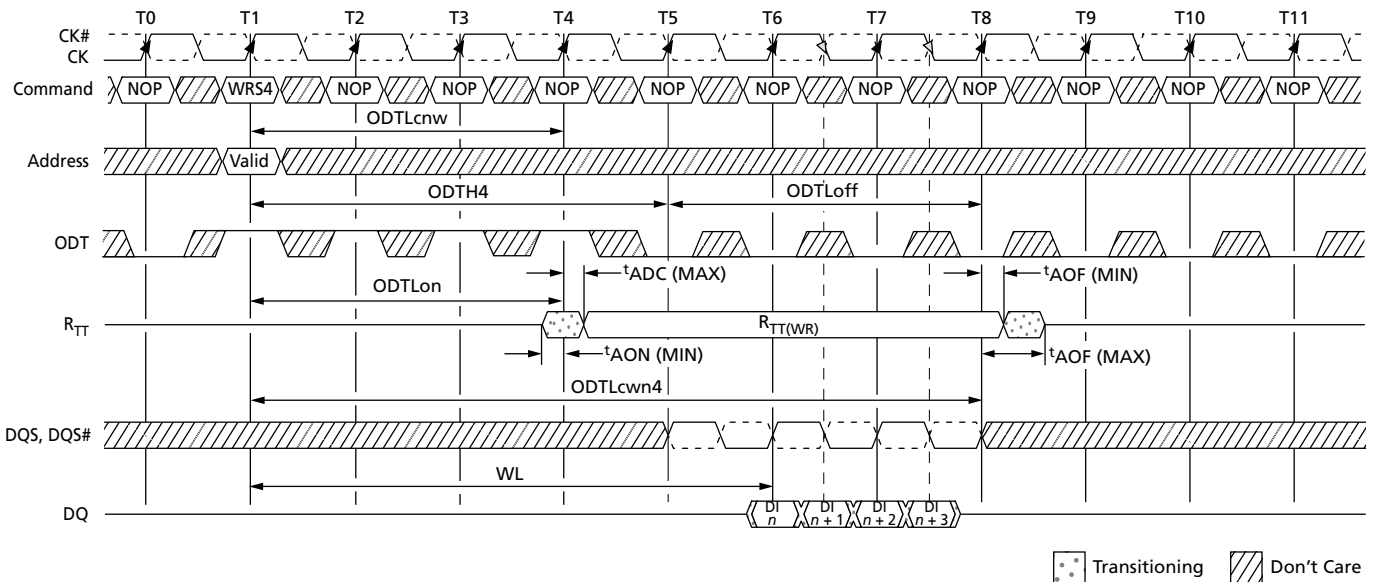 T0 T1 T2 T3 T4 T5 T6 T7 T8 T9 T10 T11
CK#
CK
Command NOP WRS4 NOP NOP NOP NOP NOP NOP NOP NOP NOP NOP
ODTLcnw
Address Valid
ODTH4 ODTLoff
ODT
tADC (MAX) tAOF (MIN)
ODTLon
RTT RTT(WR)
tAON (MIN) tAOF (MAX)
ODTLcwn4
DQS, DQS#
WL
DQ DI n DI n + 1 DI n + 2 DI n + 3
Transitioning Don't Care